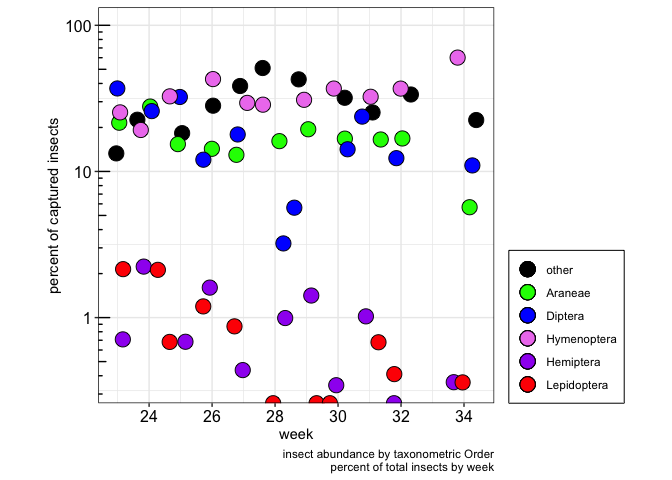 100
10
1
percent of captured insects
24 26 28 30 32 34
week
other
Araneae
Diptera
Hymenoptera
Hemiptera
Lepidoptera
insect abundance by taxonometric Order
percent of total insects by week